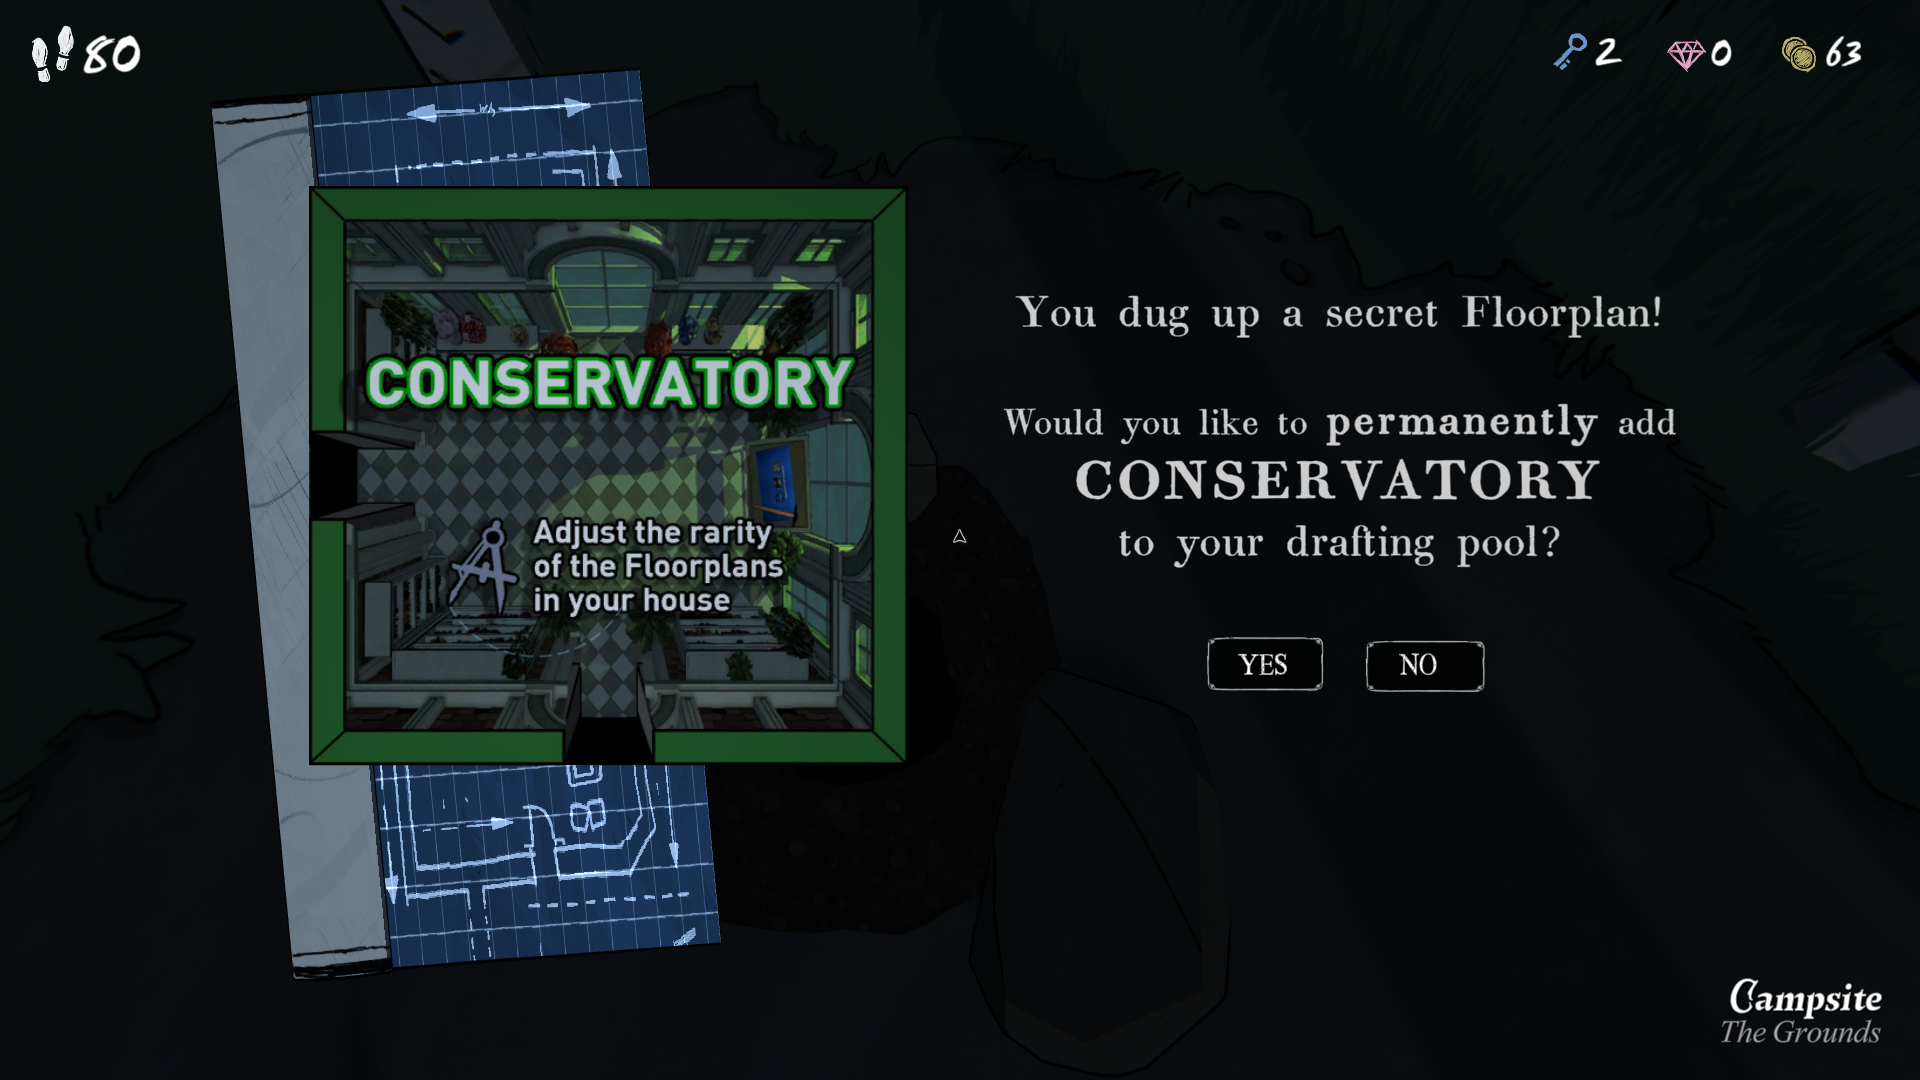 80
2
0
63
CONSERVATORY
Adjust the rarity
of the Floorplans
in your house
You dug up a secret Floorplan!
Would you like to permanently add
CONSERVATORY
to your drafting pool?
YES
NO
Campsite
The Grounds